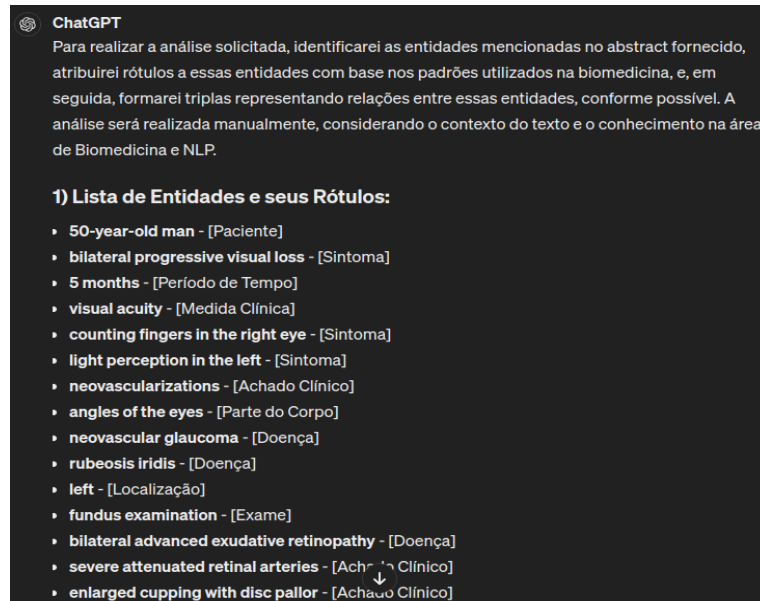 ChatGPT
Para realizar a análise solicitada, identificarei as entidades mencionadas no abstract fornecido,
atribuirei rótulos a essas entidades com base nos padrões utilizados na biomedicina, e, em
seguida, formarei triplas representando relações entre essas entidades, conforme possível. A
análise será realizada manualmente, considerando o contexto do texto e o conhecimento na área
de Biomedicina e NLP.
1) Lista de Entidades e seus Rótulos:
• 50-year-old man - [Paciente]
• bilateral progressive visual loss - [Sintoma]
• 5 months - [Período de Tempo]
• visual acuity - [Medida Clínica]
• counting fingers in the right eye - [Sintoma]
• light perception in the left - [Sintoma]
• neovascularizations - [Achado Clínico]
• angles of the eyes - [Parte do Corpo]
• neovascular glaucoma - [Doença]
• rubeosis iridis - [Doença]
• left - [Localização]
• fundus examination - [Exame]
• bilateral advanced exudative retinopathy - [Doença]
• severe attenuated retinal arteries - [Achado Clínico]
• enlarged cupping with disc pallor - [Achado Clínico]